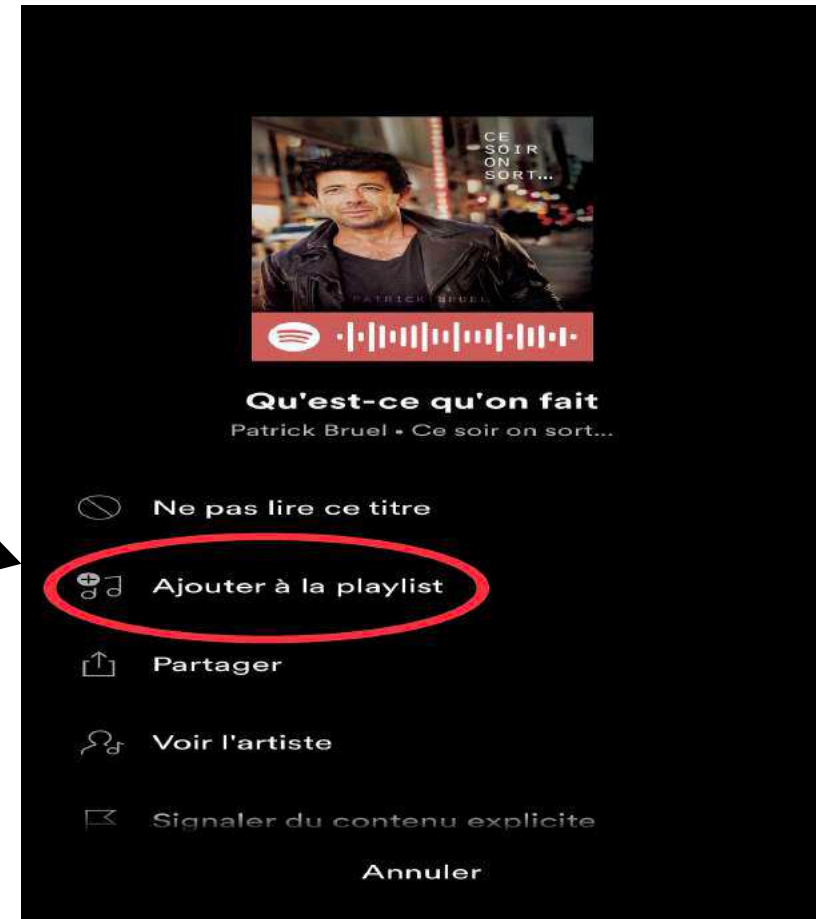 CE
SOIR
ON
SORT...
PATRICK BRUEL
Qu'est-ce qu'on fait
Patrick Bruel • Ce soir on sort...
Ne pas lire ce titre
Ajouter à la playlist
Partager
Voir l'artiste
Signaler du contenu explicite
Annuler